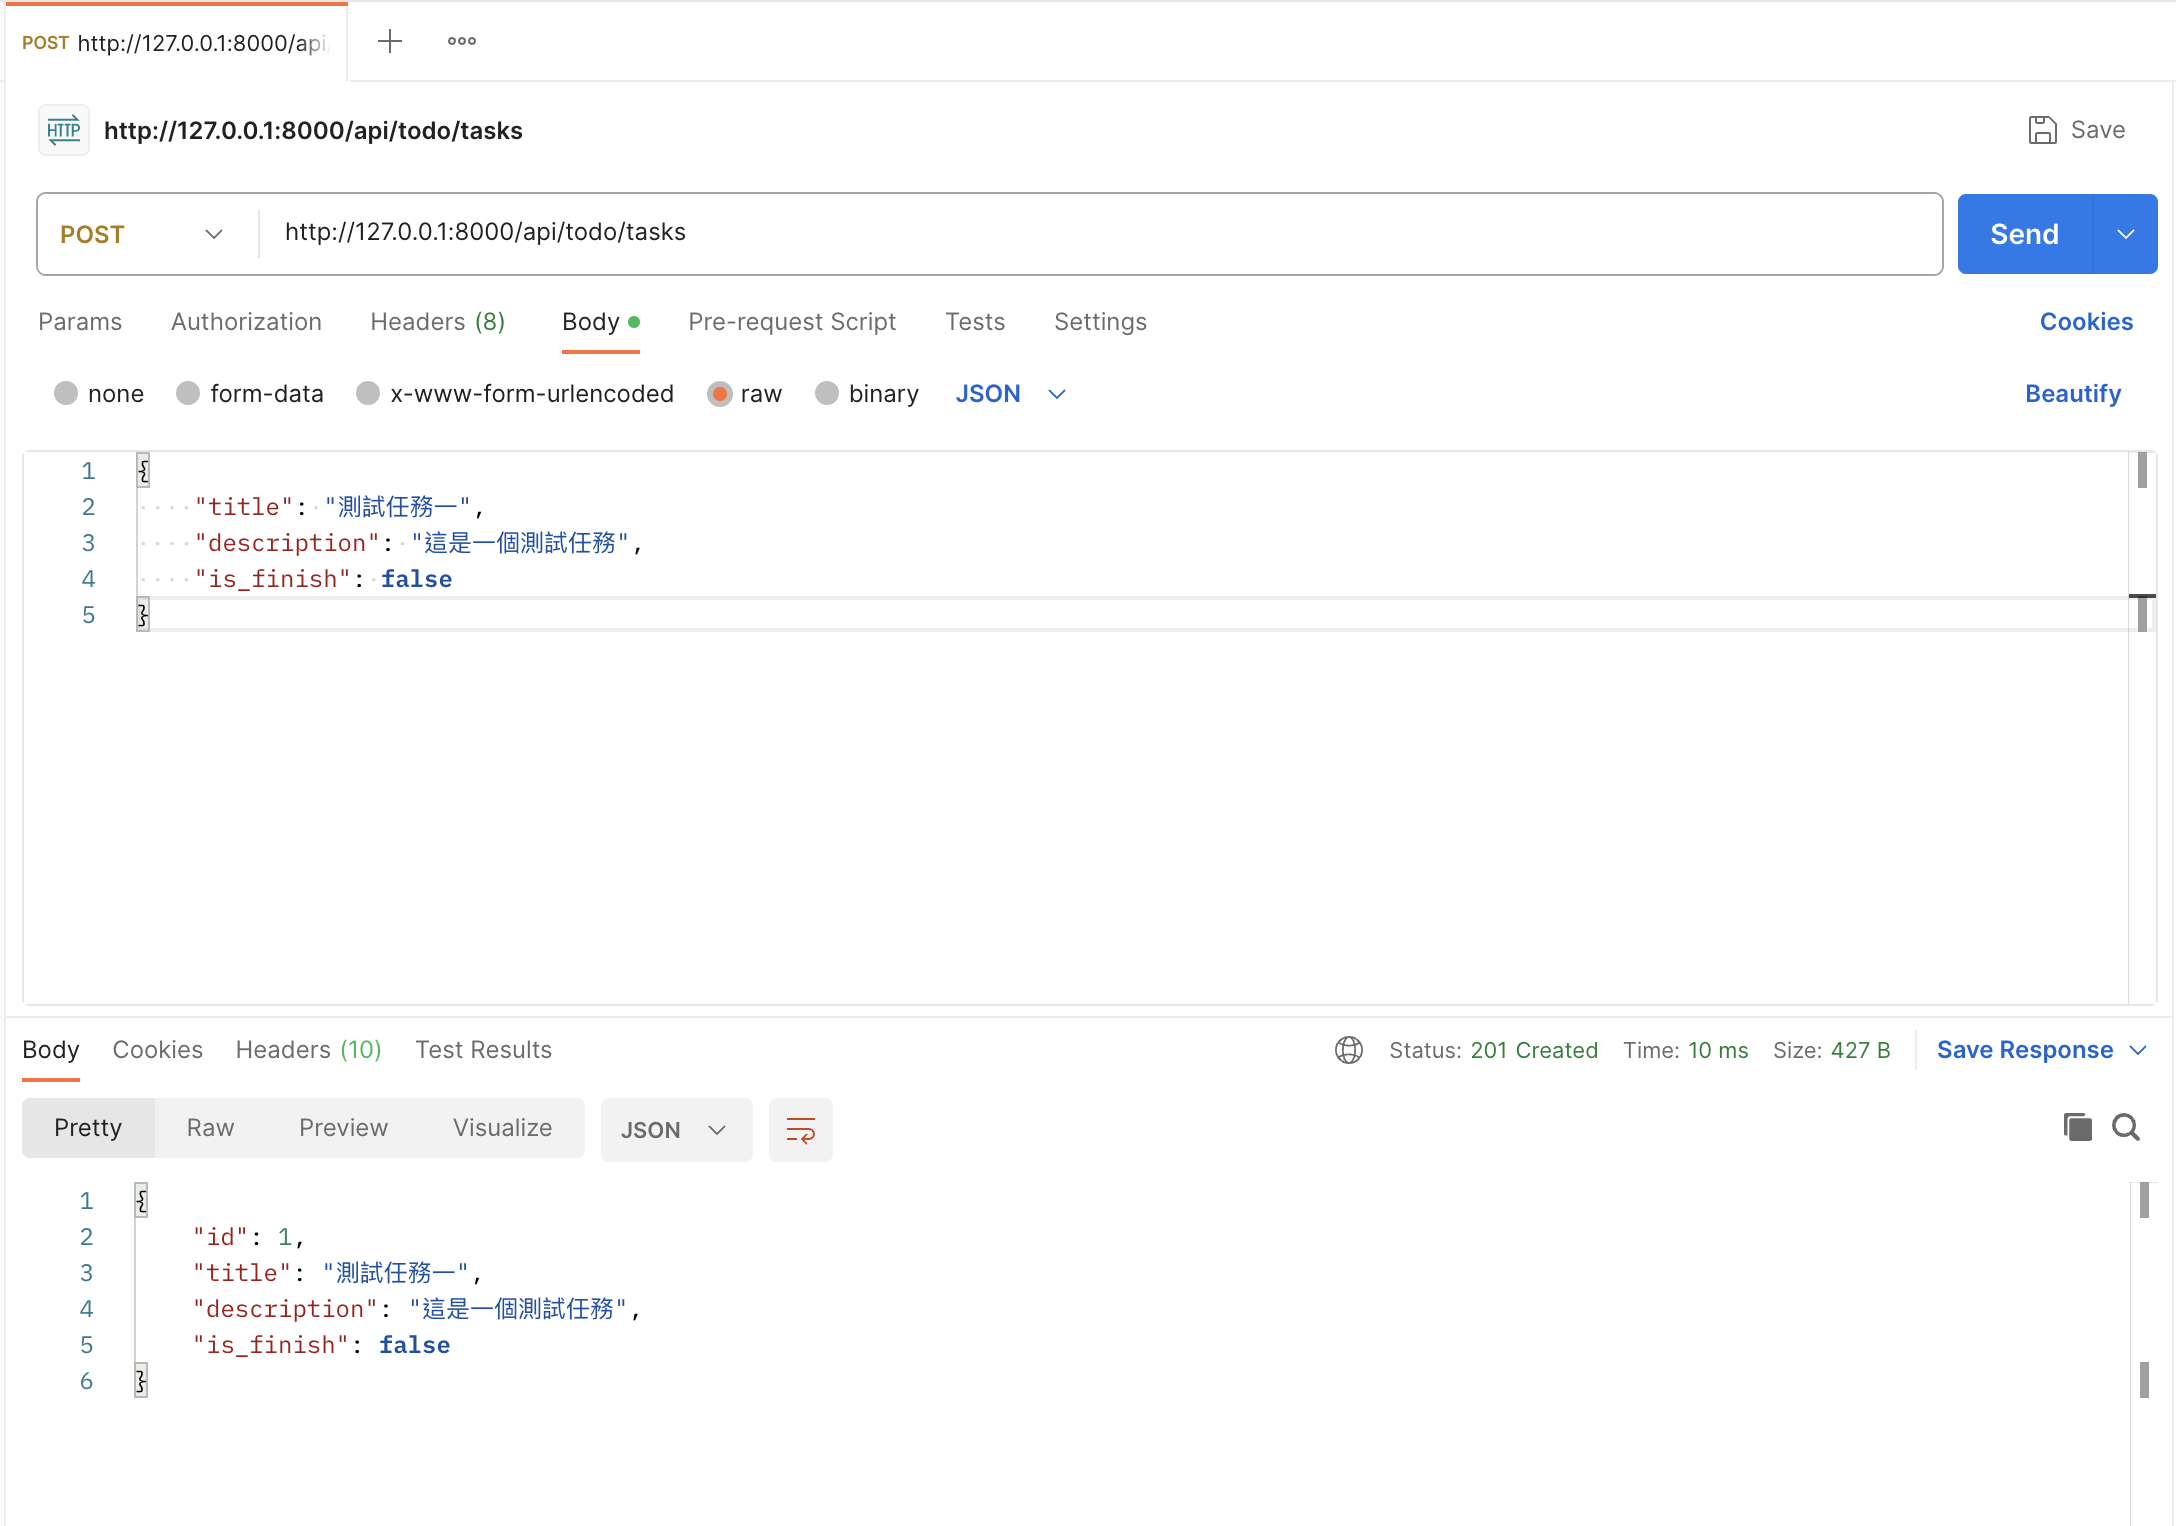 POST http://127.0.0.1:8000/api/
HTTP http://127.0.0.1:8000/api/todo/tasks Save
POST http://127.0.0.1:8000/api/todo/tasks Send
Params Authorization Headers (8) Body Pre-request Script Tests Settings Cookies
none form-data x-www-form-urlencoded raw binary JSON Beautify
1 {
2 "title": "測試任務一",
3 "description": "這是一個測試任務",
4 "is_finish": false
5 }
Body Cookies Headers (10) Test Results Status: 201 Created Time: 10 ms Size: 427 B Save Response
Pretty Raw Preview Visualize JSON
1 {
2 "id": 1,
3 "title": "測試任務一",
4 "description": "這是一個測試任務",
5 "is_finish": false
6 }